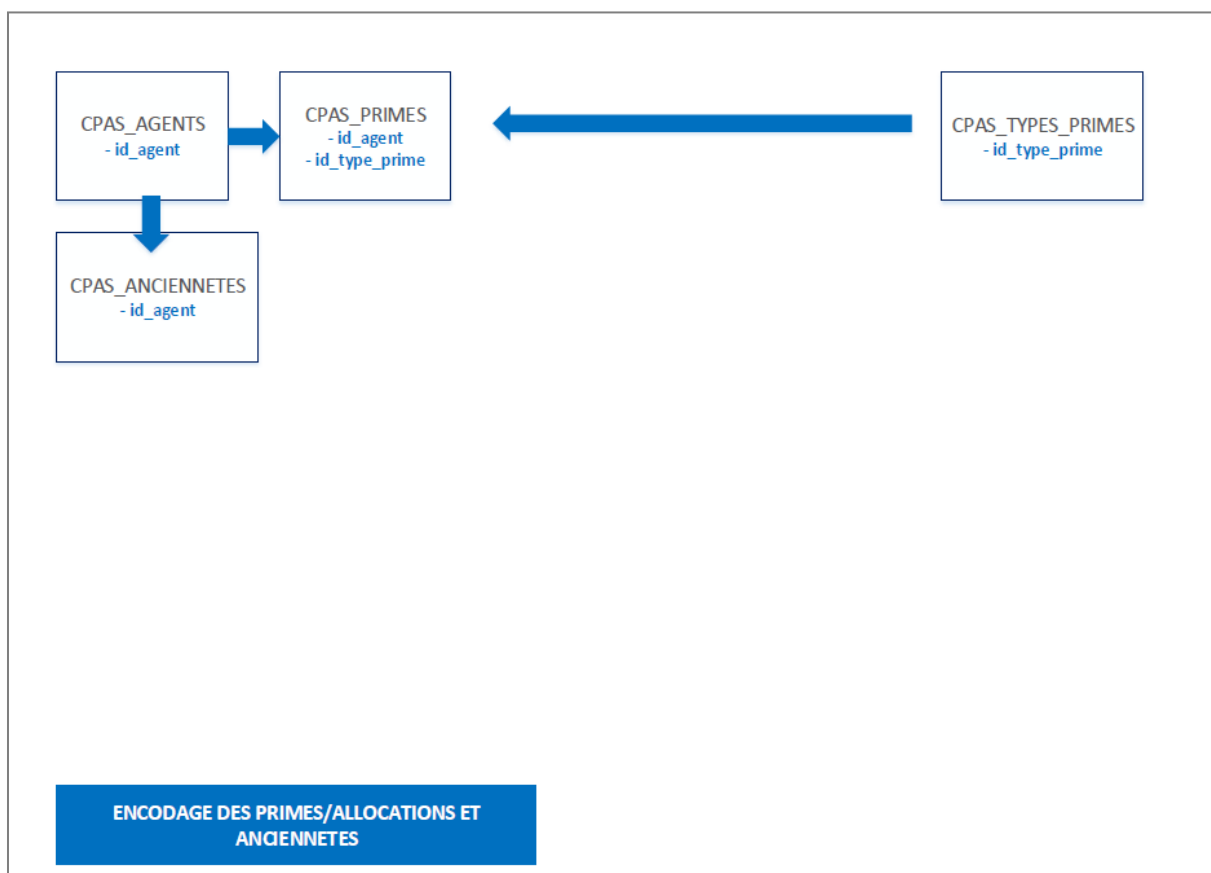 CPAS_AGENTS
- id_agent
CPAS_PRIMES
- id_agent
- id_type_prime
CPAS_TYPES_PRIMES
- id_type_prime
CPAS_ANCIENNETES
- id_agent
ENCODAGE DES PRIMES/ALLOCATIONS ET
ANCIENNETES